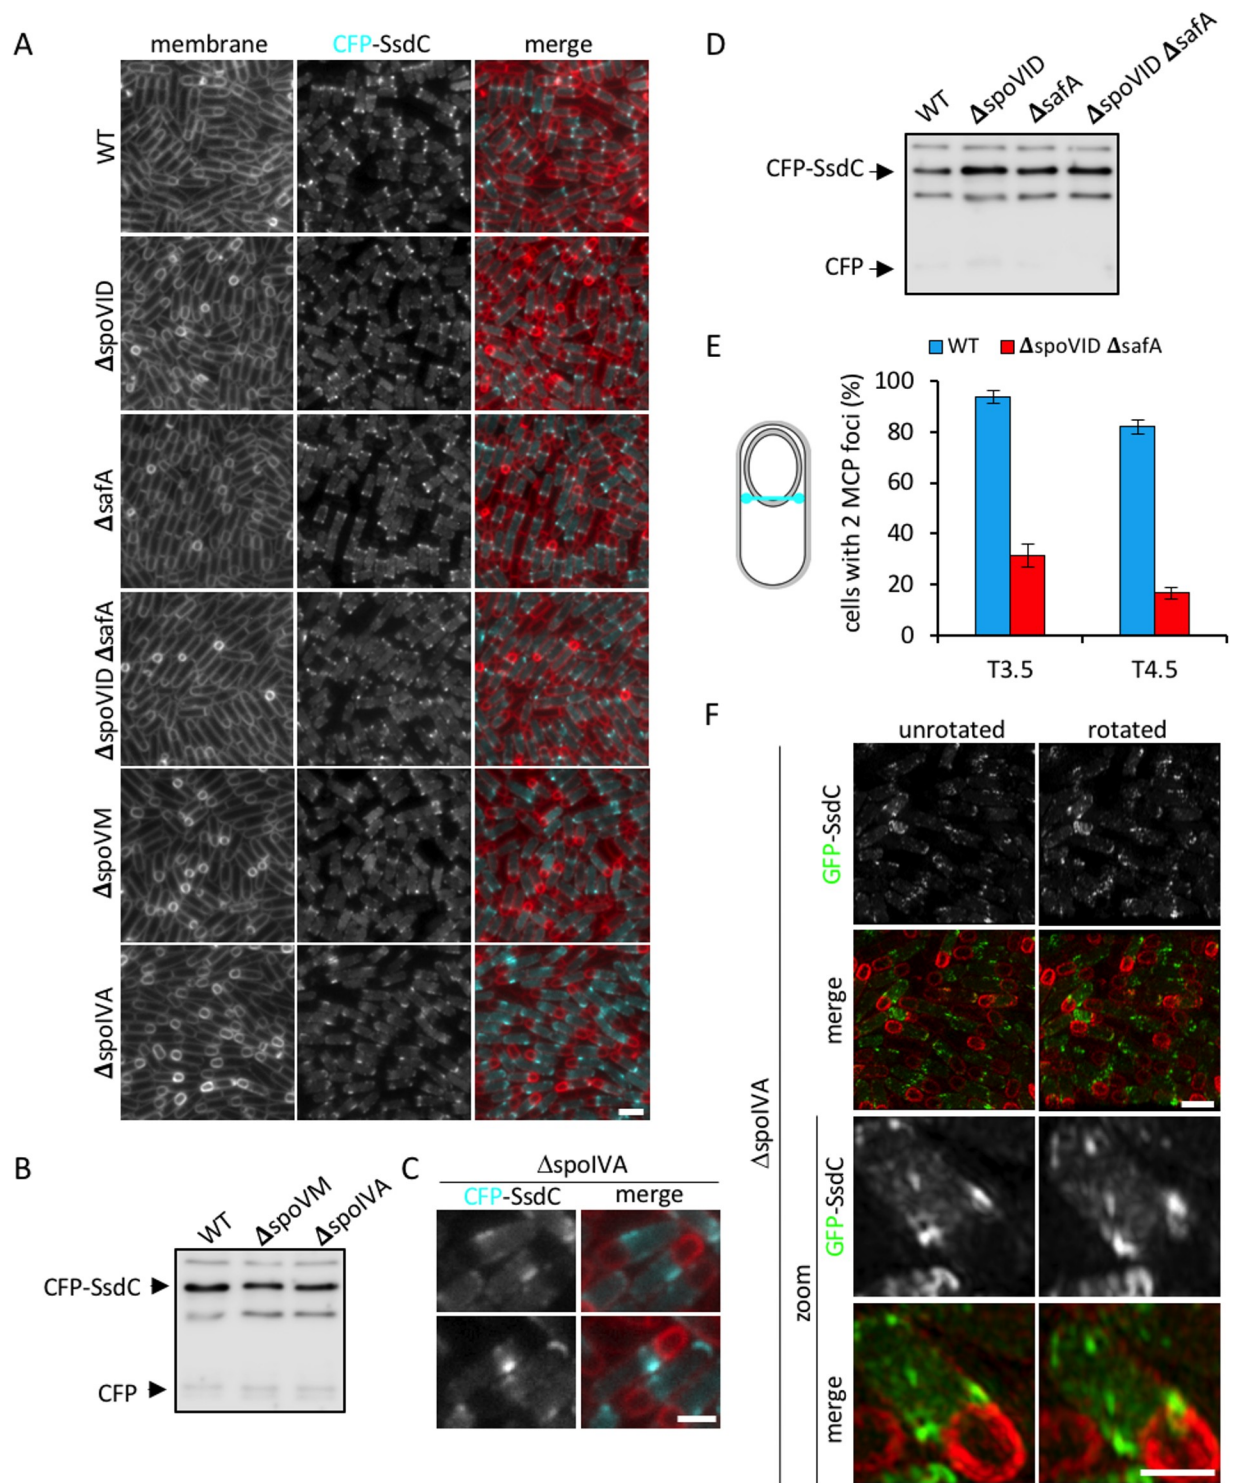 A
membrane
CFP-SsdC
merge
WT
ΔspoVID
ΔsafA
ΔspoVID ΔsafA
ΔspoVM
ΔspoIVA
B
WT
ΔspoVM
ΔspoIVA
CFP-SsdC
CFP
C
ΔspoIVA
CFP-SsdC
merge
D
WT
ΔspoVID
ΔsafA
ΔspoVID ΔsafA
CFP-SsdC
CFP
E
WT
ΔspoVID ΔsafA
cells with 2 MCP foci (%)
100
80
60
40
20
0
T3.5
T4.5
F
unrotated
rotated
ΔspoIVA
GFP-SsdC
merge
zoom
GFP-SsdC
merge